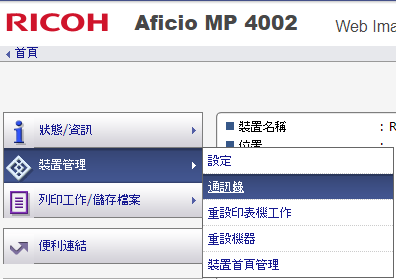 RICOH Aficio MP 4002 Web Ima
首頁
狀態/資訊
裝置名稱 : R
位置 :
裝置管理
設定
通訊錄
列印工作/儲存檔案
重設印表機工作
便利連結
重設機器
裝置首頁管理